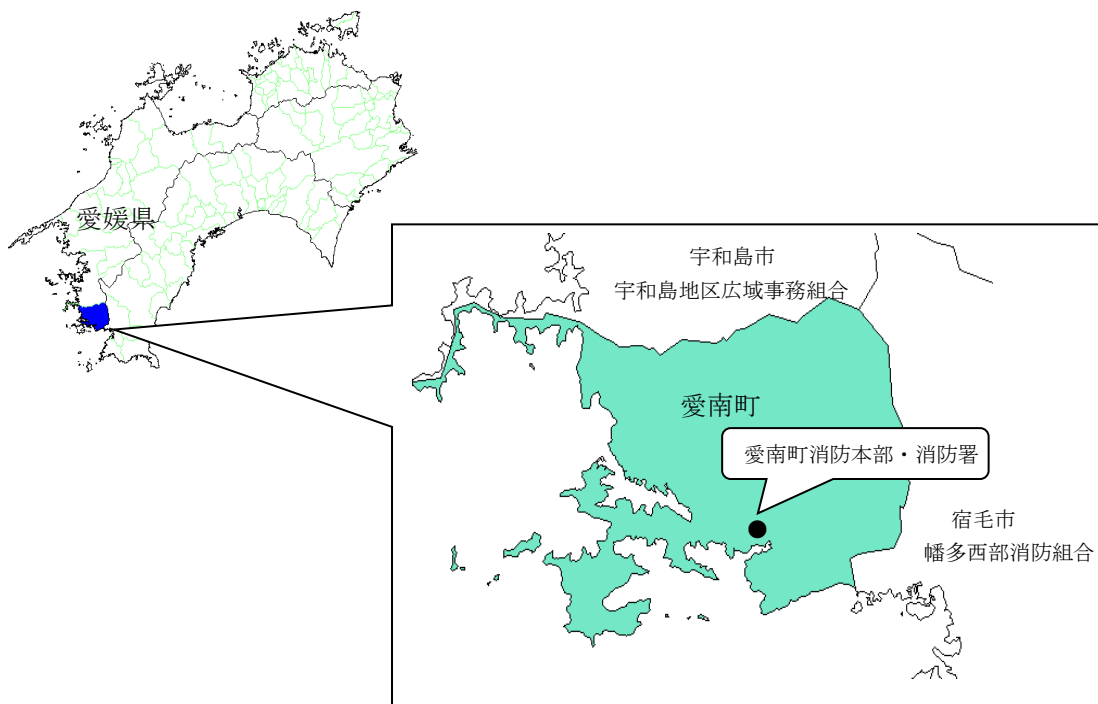 愛媛県
宇和島市
宇和島地区広域事務組合
愛南町
愛南町消防本部・消防署
宿毛市
幡多西部消防組合